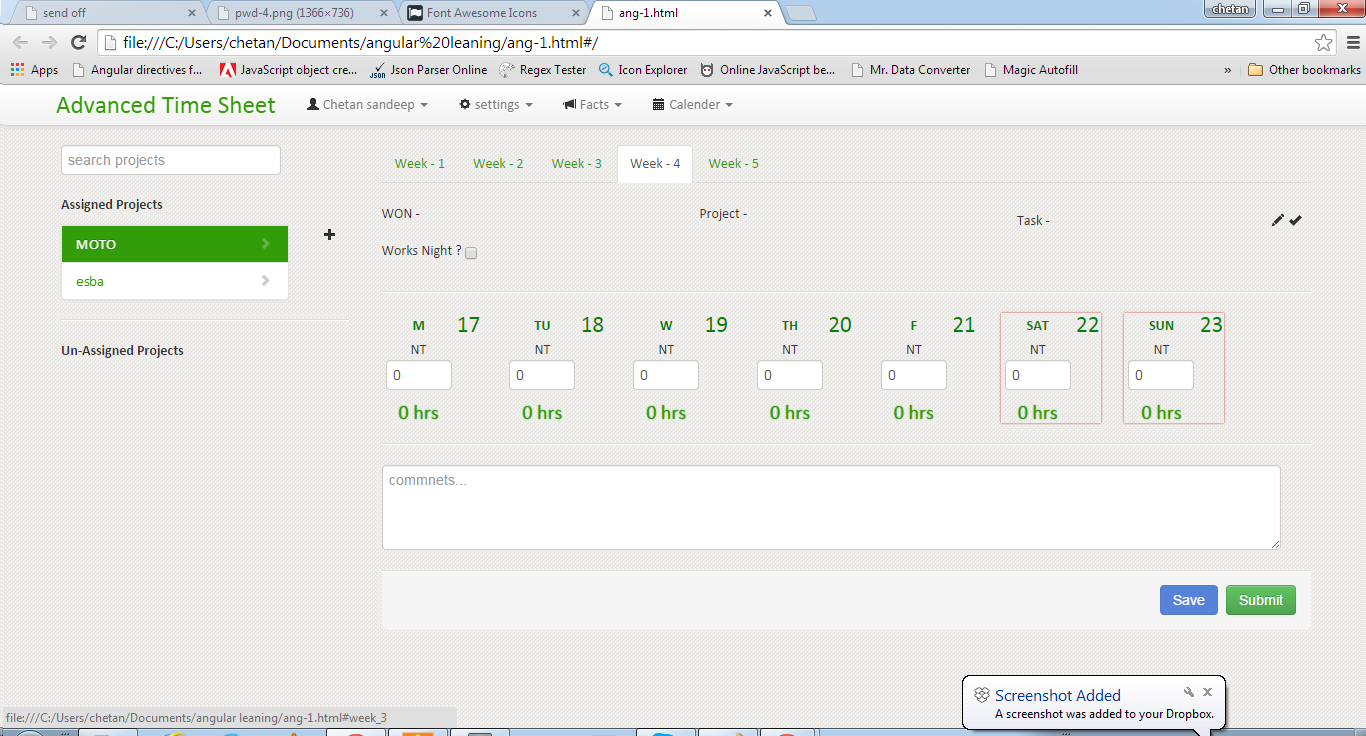 send off
pwd-4.png (1366×736)
Font Awesome Icons
ang-1.html
chetan
file:///C:/Users/chetan/Documents/angular%20leaning/ang-1.html#/
Apps
Angular directives f...
JavaScript object cre...
JSON
Json Parser Online
Regex Tester
Icon Explorer
Online JavaScript be...
Mr. Data Converter
Magic Autofill
»
Other bookmarks
Advanced Time Sheet
Chetan sandeep
settings
Facts
Calender
search projects
Week - 1
Week - 2
Week - 3
Week - 4
Week - 5
Assigned Projects
MOTO
esba
Un-Assigned Projects
WON -
Project -
Task -
Works Night ?
M 17
TU 18
W 19
TH 20
F 21
SAT 22
SUN 23
NT NT NT NT NT NT NT
0 0 0 0 0 0 0
0 hrs 0 hrs 0 hrs 0 hrs 0 hrs 0 hrs 0 hrs
commnets...
Save
Submit
Screenshot Added
A screenshot was added to your Dropbox.
file:///C:/Users/chetan/Documents/angular leaning/ang-1.html#week_3